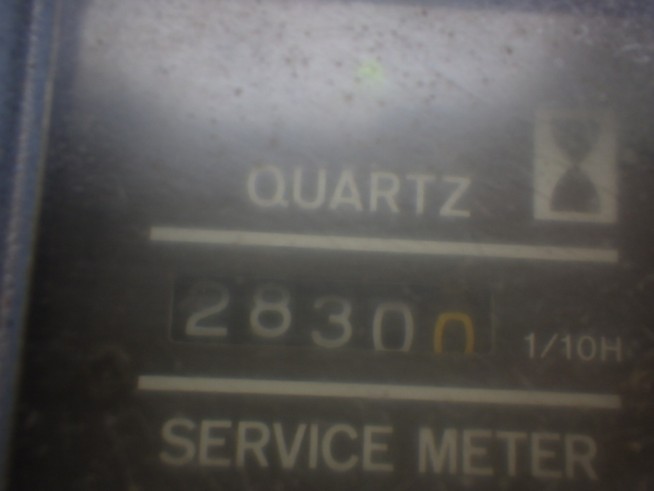 QUARTZ
28300 1/10H
SERVICE METER